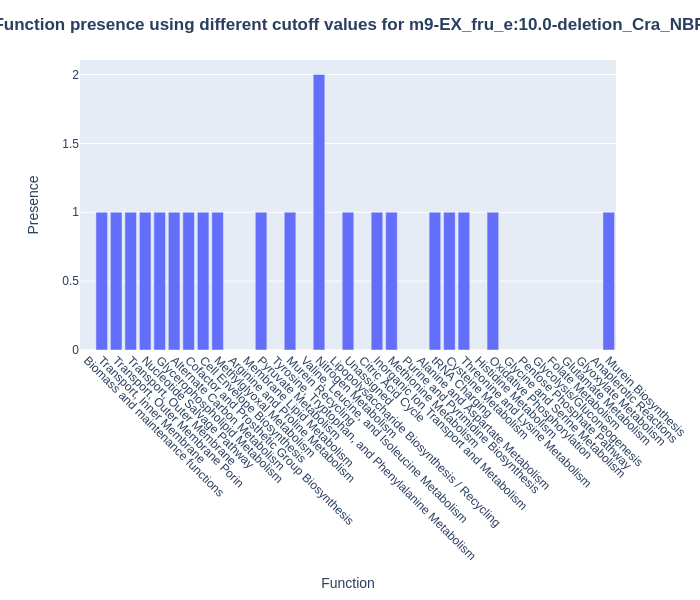 Function presence using different cutoff values for m9-EX_fru_e:10.0-deletion_Cra_NBR
Presence
2
1.5
1
0.5
0
Biomass and maintenance functions
Transport, Inner Membrane
Transport, Outer Membrane
Transport, Outer Membrane Porin
Nucleotide Salvage Pathway
Glycerophospholipid Metabolism
Alternate Carbon Metabolism
Cofactor and Prosthetic Group Biosynthesis
Cell Envelope Biosynthesis
Methylglyoxal Metabolism
Arginine and Proline Metabolism
Membrane Lipid Metabolism
Pyruvate Metabolism
Tyrosine, Tryptophan, and Phenylalanine Metabolism
Murein Recycling
Valine, Leucine, and Isoleucine Metabolism
Nitrogen Metabolism
Lipopolysaccharide Biosynthesis / Recycling
Unassigned
Citric Acid Cycle
Inorganic Ion Transport and Metabolism
Methionine Metabolism
Purine and Pyrimidine Biosynthesis
Alanine and Aspartate Metabolism
tRNA Charging
Cysteine Metabolism
Threonine and Lysine Metabolism
Histidine Metabolism
Oxidative Phosphorylation
Glycine and Serine Metabolism
Pentose Phosphate Pathway
Glycolysis/Gluconeogenesis
Folate Metabolism
Glutamate Metabolism
Glyoxylate Metabolism
Anaplerotic Reactions
Murein Biosynthesis
Function